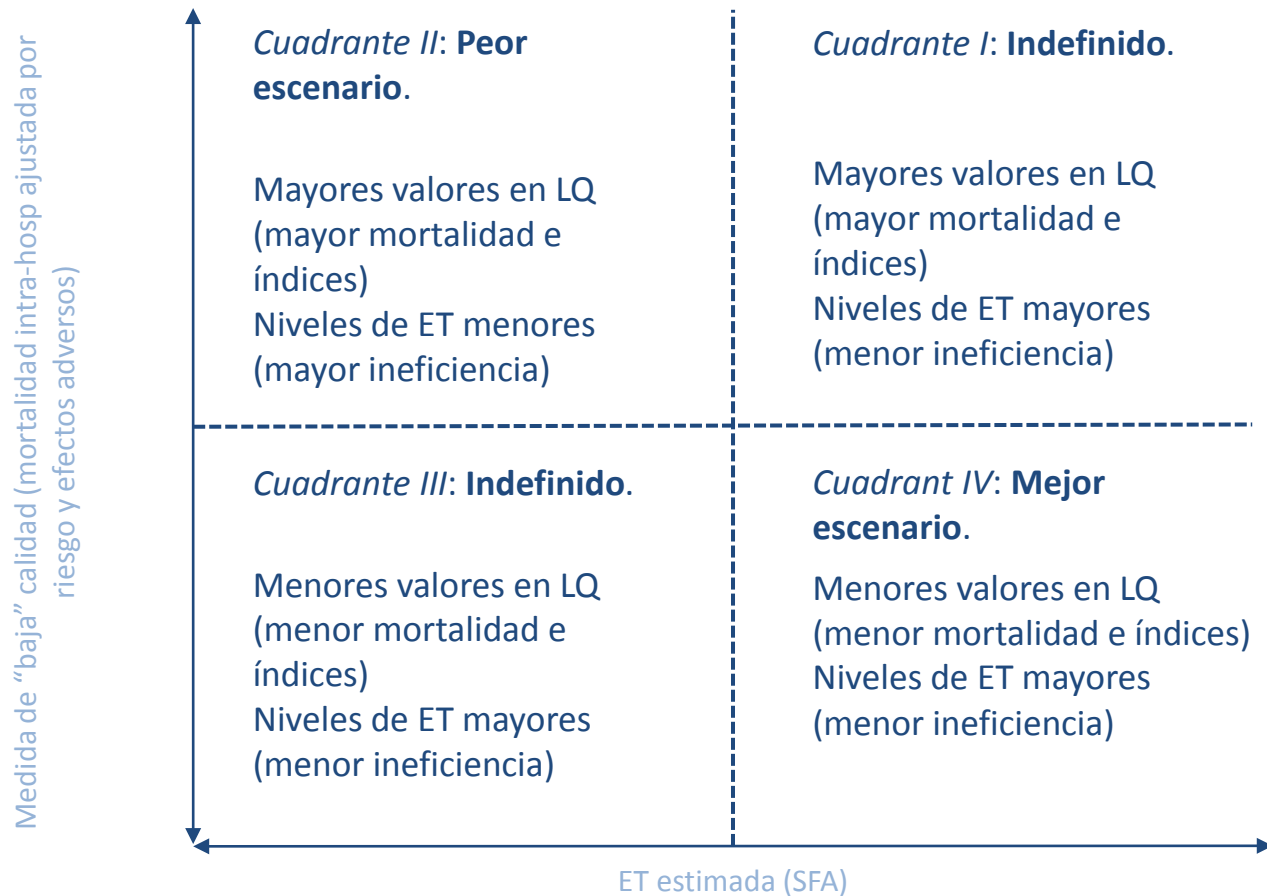 Medida de "baja" calidad (mortalidad intra-hosp ajustada por
riesgo y efectos adversos)
Cuadrante II: Peor
escenario.
Mayores valores en LQ
(mayor mortalidad e
índices)
Niveles de ET menores
(mayor ineficiencia)
Cuadrante I: Indefinido.
Mayores valores en LQ
(mayor mortalidad e
índices)
Niveles de ET mayores
(menor ineficiencia)
Cuadrante III: Indefinido.
Menores valores en LQ
(menor mortalidad e
índices)
Niveles de ET mayores
(menor ineficiencia)
Cuadrant IV: Mejor
escenario.
Menores valores en LQ
(menor mortalidad e índices)
Niveles de ET mayores
(menor ineficiencia)
ET estimada (SFA)